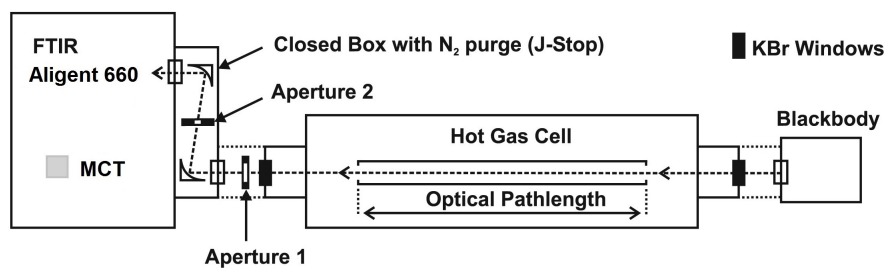 FTIR
Aligent 660
MCT
Closed Box with N₂ purge (J-Stop)
Aperture 2
Aperture 1
Hot Gas Cell
Optical Pathlength
KBr Windows
Blackbody